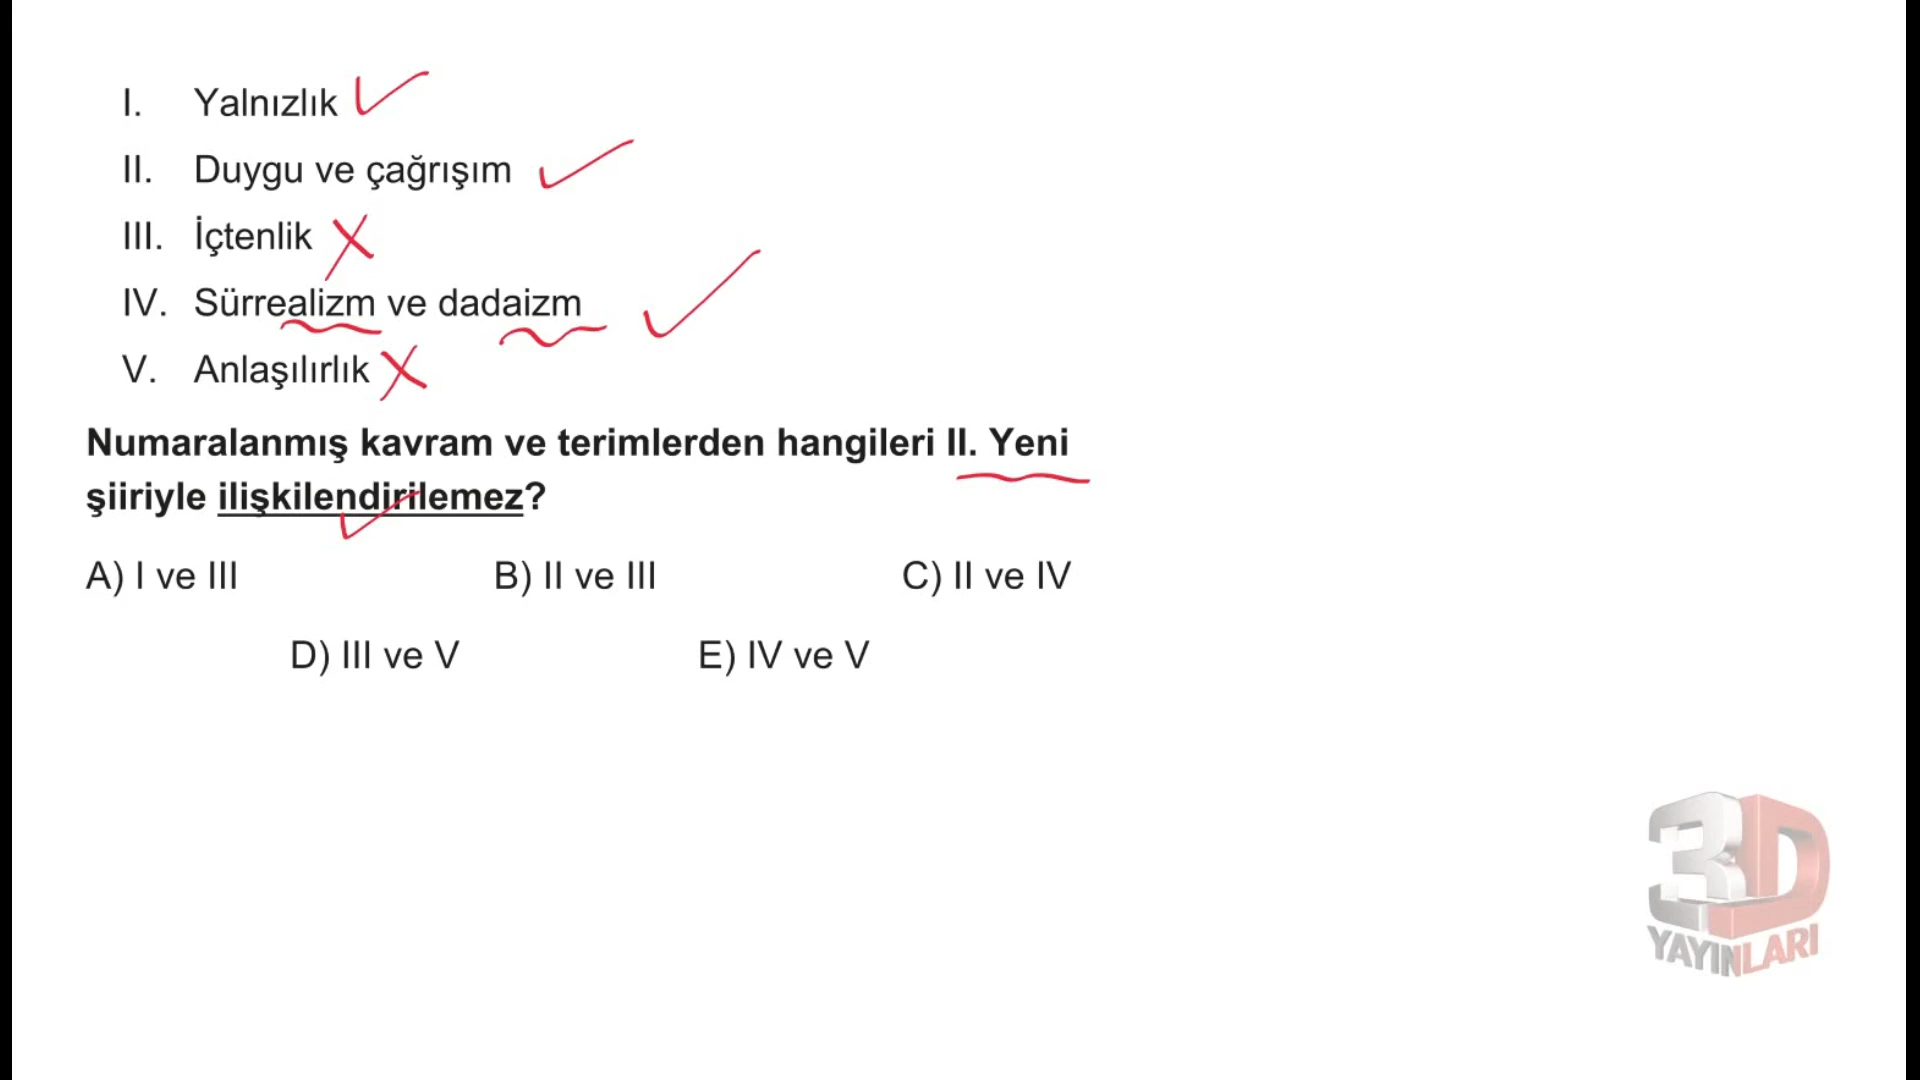 I. Yalnızlık
II. Duygu ve çağrışım
III. İçtenlik
IV. Sürrealizm ve dadaizm
V. Anlaşılırlık
Numaralanmış kavram ve terimlerden hangileri II. Yeni
şiiriyle ilişkilendirilemez?
A) I ve III B) II ve III C) II ve IV
D) III ve V E) IV ve V
3D
YAYINLARI